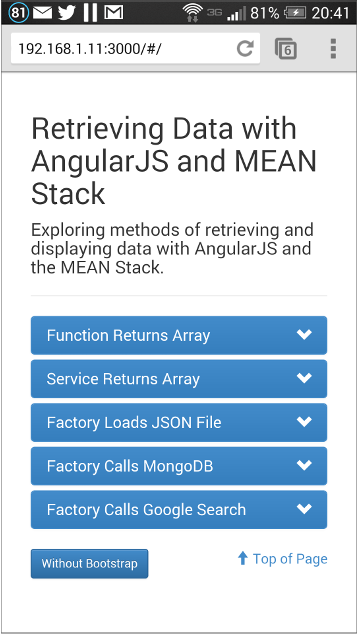 81 3G 81% 20:41
192.168.1.11:3000/#/ 6
Retrieving Data with
AngularJS and MEAN
Stack
Exploring methods of retrieving and
displaying data with AngularJS and
the MEAN Stack.
Function Returns Array
Service Returns Array
Factory Loads JSON File
Factory Calls MongoDB
Factory Calls Google Search
Without Bootstrap Top of Page